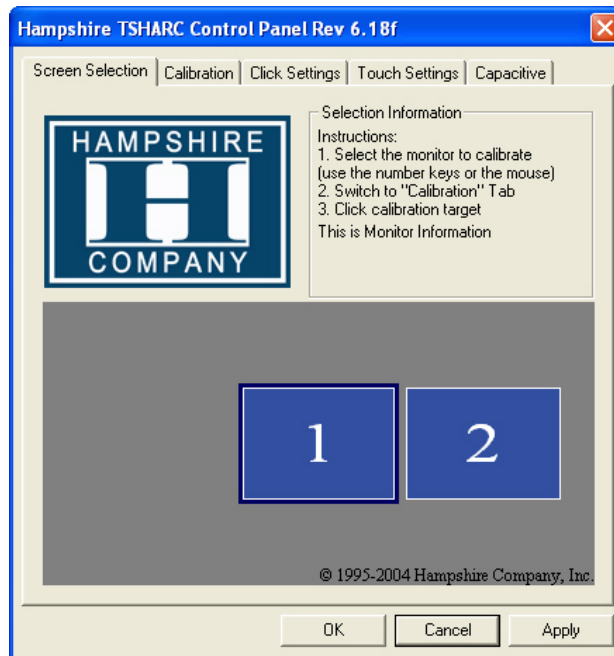 Hampshire TSHARC Control Panel Rev 6.18f
Screen Selection
Calibration
Click Settings
Touch Settings
Capacitive
HAMPSHIRE
H
COMPANY
Selection Information
Instructions:
1. Select the monitor to calibrate
(use the number keys or the mouse)
2. Switch to "Calibration" Tab
3. Click calibration target
This is Monitor Information
1
2
© 1995-2004 Hampshire Company, Inc.
OK
Cancel
Apply